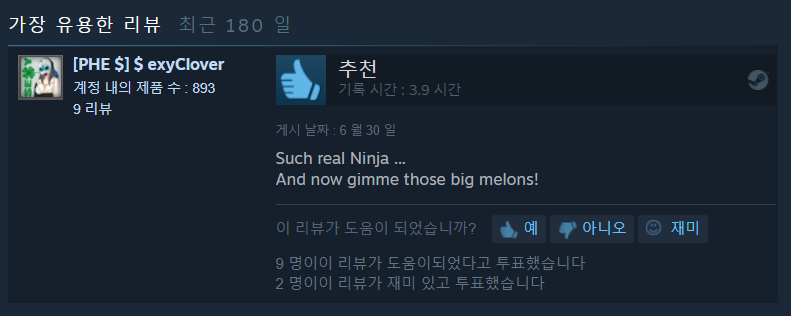 가장 유용한 리뷰 최근 180 일
[PHE $] $ exyClover
계정 내의 제품 수 : 893
9 리뷰
추천
기록 시간 : 3.9 시간
게시 날짜 : 6 월 30 일
Such real Ninja ...
And now gimme those big melons!
이 리뷰가 도움이 되었습니까? 예 아니오 재미
9 명이이 리뷰가 도움이되었다고 투표했습니다
2 명이이 리뷰가 재미 있고 투표했습니다